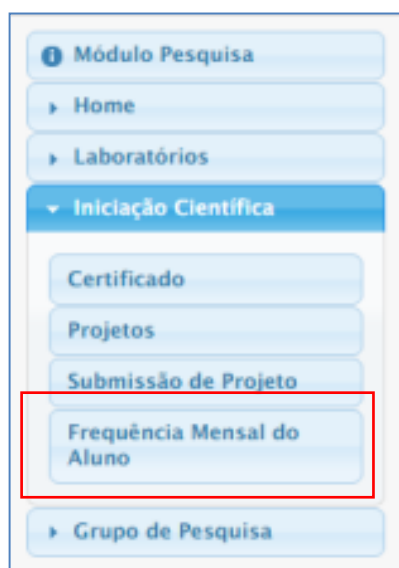 Módulo Pesquisa
Home
Laboratórios
Iniciação Científica
Certificado
Projetos
Submissão de Projeto
Frequência Mensal do
Aluno
Grupo de Pesquisa